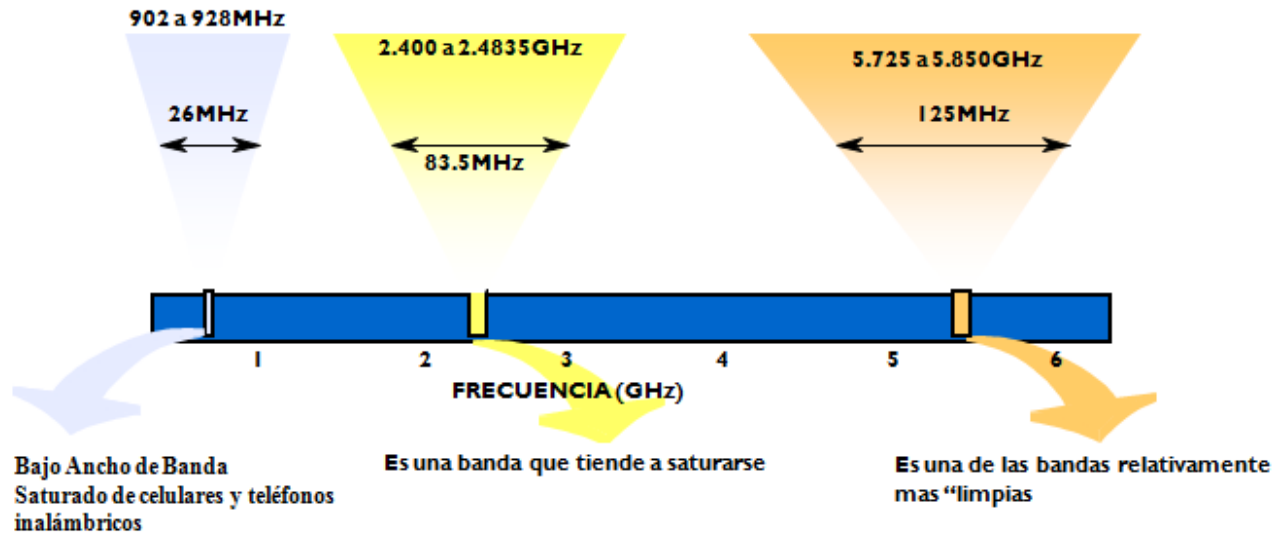 902 a 928MHz
2.400 a 2.4835GHz
5.725 a 5.850GHz
26MHz
83.5MHz
125MHz
1 2 3 4 5 6
FRECUENCIA (GHz)
Bajo Ancho de Banda
Saturado de celulares y teléfonos
inalámbricos
Es una banda que tiende a saturarse
Es una de las bandas relativamente
mas “limpias